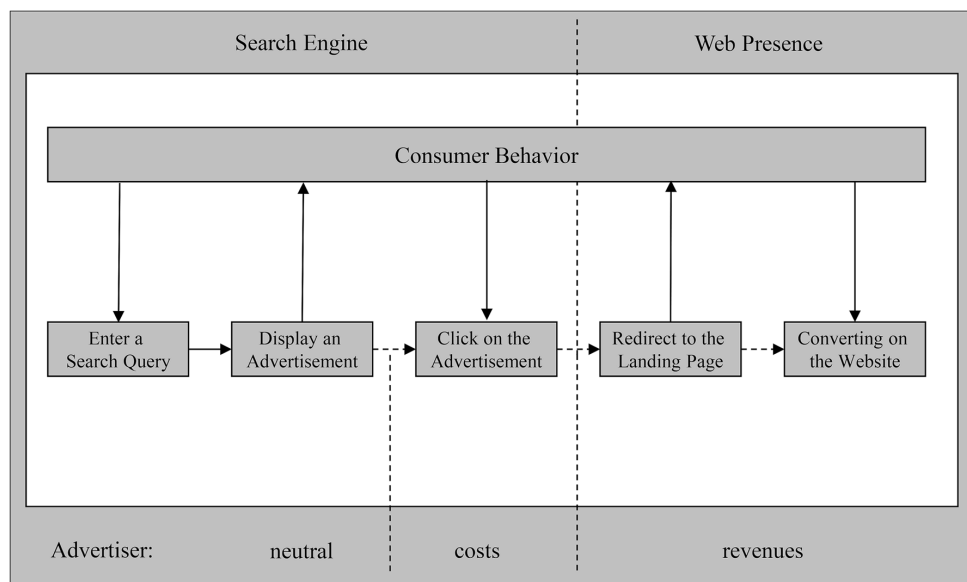 Search Engine
Web Presence
Consumer Behavior
Enter a
Search Query
Display an
Advertisement
Click on the
Advertisement
Redirect to the
Landing Page
Converting on
the Website
Advertiser:
neutral
costs
revenues